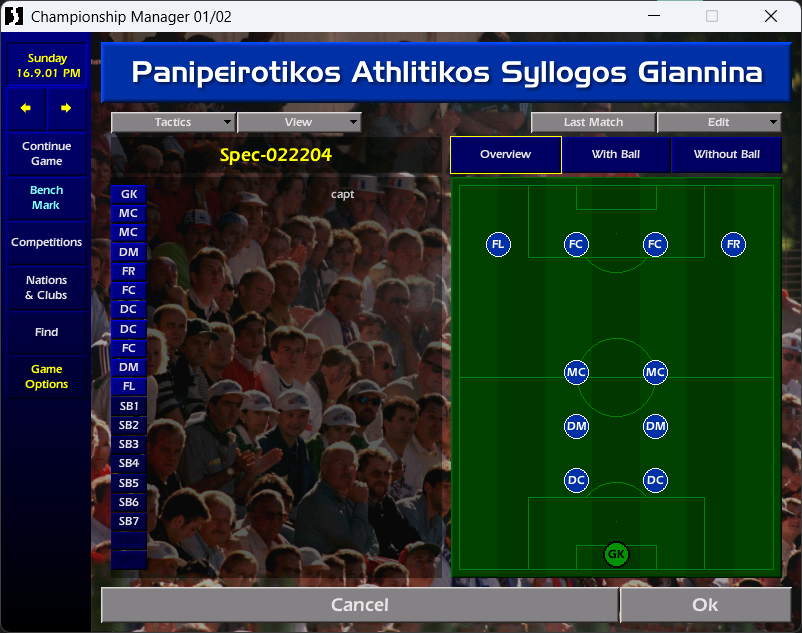 Championship Manager 01/02
Sunday
16.9.01 PM
Continue
Game
Bench
Mark
Competitions
Nations
& Clubs
Find
Game
Options
Panipeirotikos Athlitikos Syllogos Giannina
Tactics
View
Last Match
Edit
Spec-022204
Overview
With Ball
Without Ball
GK
capt
MC
MC
DM
FR
FC
DC
DC
FC
DM
FL
SB1
SB2
SB3
SB4
SB5
SB6
SB7
FL FC FC FR
MC MC
DM DM
DC DC
GK
Cancel
Ok